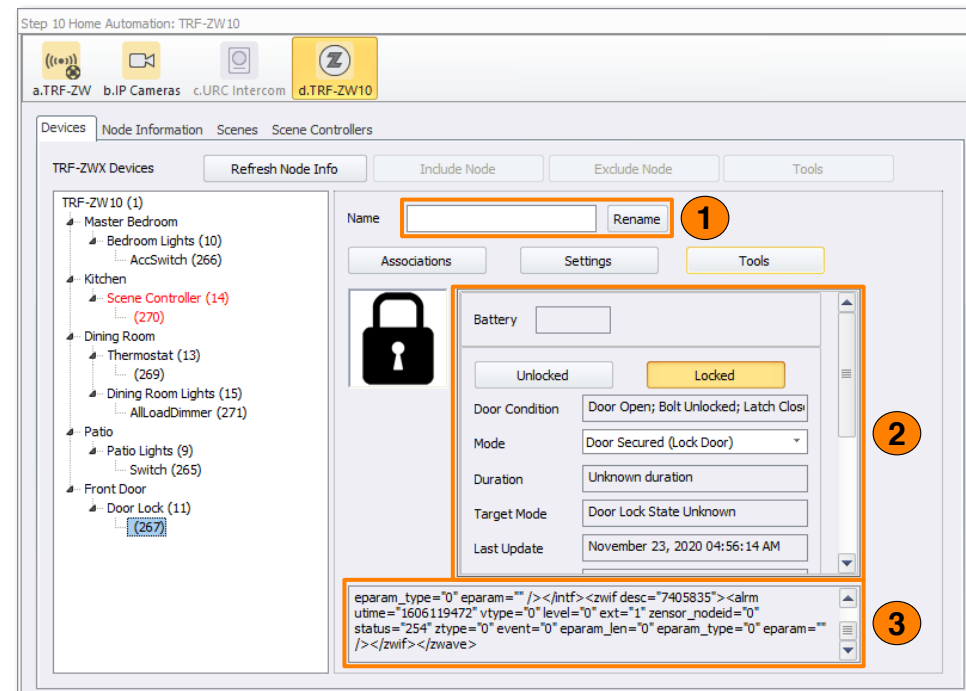 Step 10 Home Automation: TRF-ZW10
a.TRF-ZW b.IP Cameras c.URC Intercom d.TRF-ZW10
Devices Node Information Scenes Scene Controllers
TRF-ZWX Devices Refresh Node Info Include Node Exclude Node Tools
TRF-ZW10 (1)
Master Bedroom
Bedroom Lights (10)
AccSwitch (266)
Kitchen
Scene Controller (14)
(270)
Dining Room
Thermostat (13)
(269)
Dining Room Lights (15)
AllLoadDimmer (271)
Patio
Patio Lights (9)
Switch (265)
Front Door
Door Lock (11)
(267)
Name Rename 1
Associations Settings Tools
Battery
Unlocked Locked
Door Condition Door Open; Bolt Unlocked; Latch Close
Mode Door Secured (Lock Door)
2
Duration Unknown duration
Target Mode Door Lock State Unknown
Last Update November 23, 2020 04:56:14 AM
eparam_type="0" eparam="" /></intf><zwif desc="7405835"><alrm
utime="1606119472" vtype="0" level="0" ext="1" zensor_nodeid="0"
status="254" ztype="0" event="0" eparam_len="0" eparam_type="0" eparam=""
/></zwif></zwave>
3